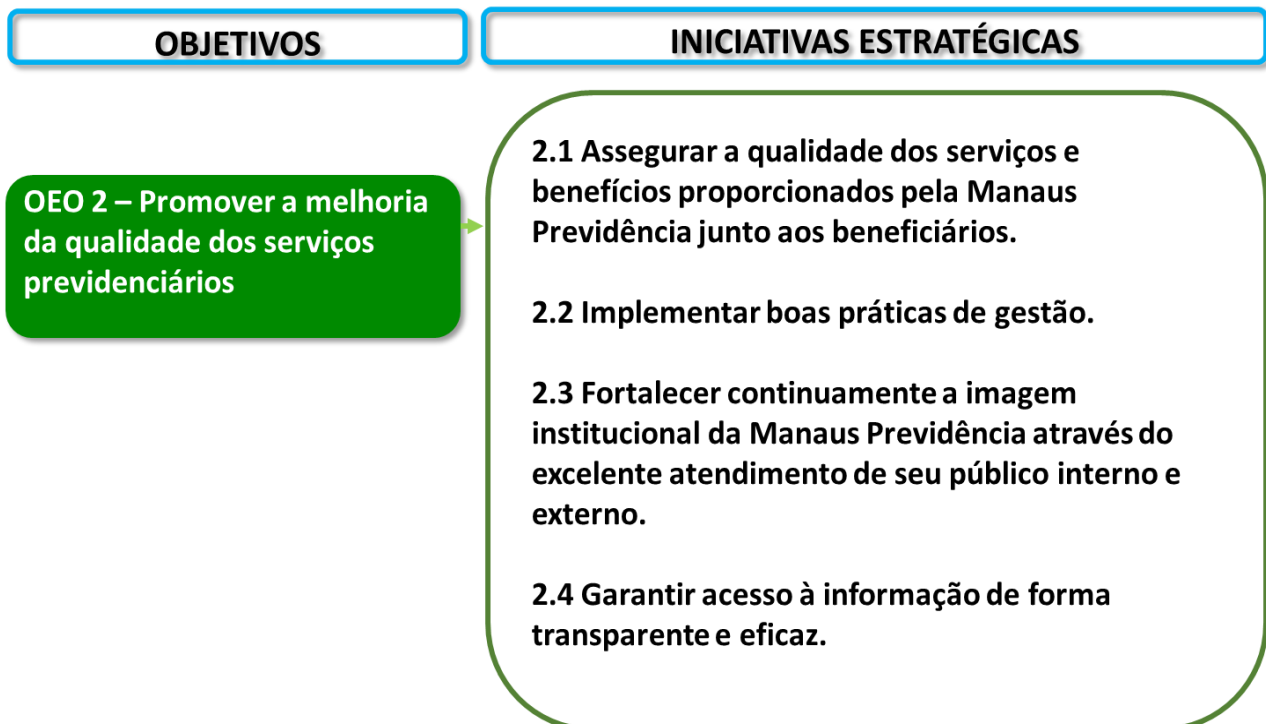 OBJETIVOS
INICIATIVAS ESTRATÉGICAS
OEO 2 – Promover a melhoria
da qualidade dos serviços
previdenciários
2.1 Assegurar a qualidade dos serviços e
benefícios proporcionados pela Manaus
Previdência junto aos beneficiários.
2.2 Implementar boas práticas de gestão.
2.3 Fortalecer continuamente a imagem
institucional da Manaus Previdência através do
excelente atendimento de seu público interno e
externo.
2.4 Garantir acesso à informação de forma
transparente e eficaz.